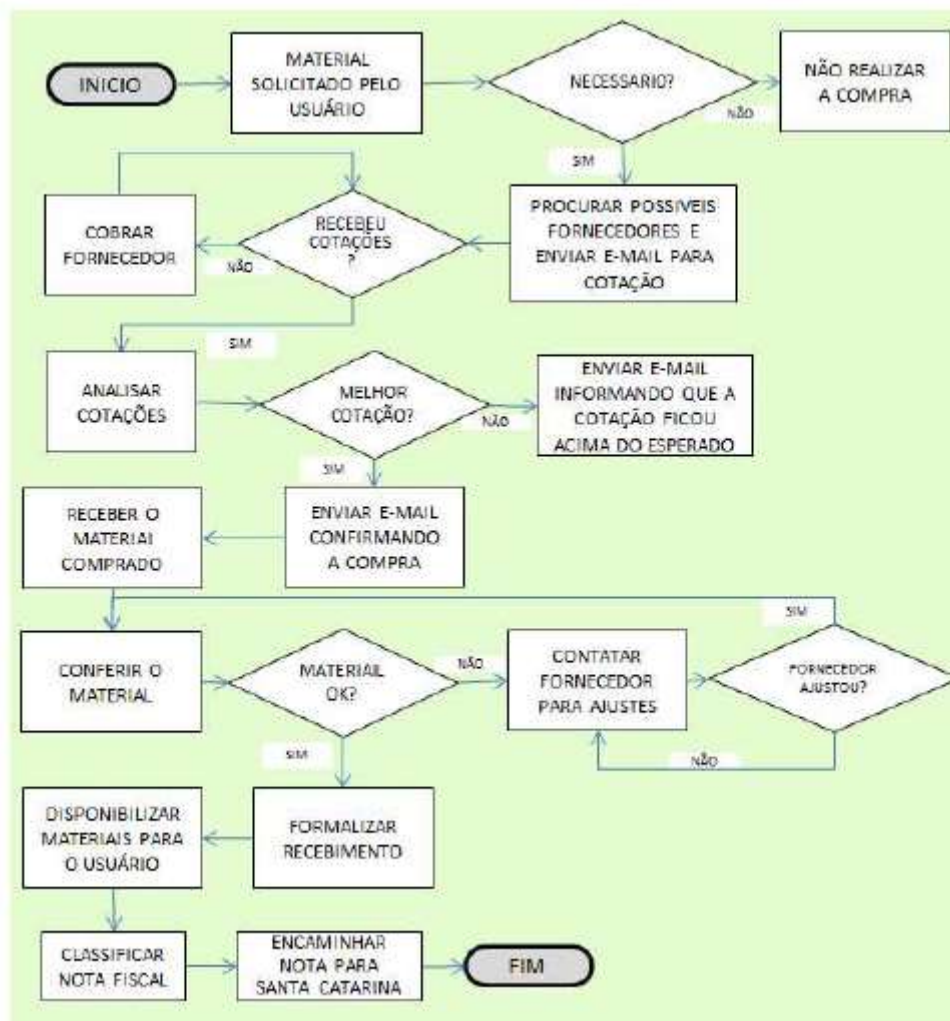 INICIO
MATERIAL
SOLICITADO PELO
USUÁRIO
NECESSARIO?
NÃO
NÃO REALIZAR
A COMPRA
SIM
PROCURAR POSSIVEIS
FORNECEDORES E
ENVIAR E-MAIL PARA
COTAÇÃO
RECEBEU
COTAÇÕES
?
NÃO
COBRAR
FORNECEDOR
SIM
ANALISAR
COTAÇÕES
MELHOR
COTAÇÃO?
NÃO
ENVIAR E-MAIL
INFORMANDO QUE A
COTAÇÃO FICOU
ACIMA DO ESPERADO
SIM
ENVIAR E-MAIL
CONFIRMANDO
A COMPRA
RECEBER O
MATERIAL
COMPRADO
CONFERIR O
MATERIAL
MATERIAIL
OK?
NÃO
CONTATAR
FORNECEDOR
PARA AJUSTES
FORNECEDOR
AJUSTOU?
SIM
NÃO
SIM
FORMALIZAR
RECEBIMENTO
DISPONIBILIZAR
MATERIAIS PARA
O USUÁRIO
CLASSIFICAR
NOTA FISCAL
ENCAMINHAR
NOTA PARA
SANTA CATARINA
FIM